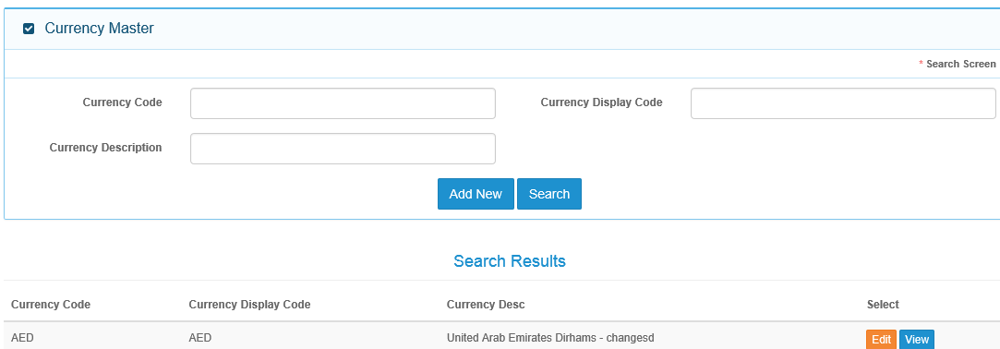 Currency Master
* Search Screen
Currency Code Currency Display Code
Currency Description
Add New Search
Search Results
Currency Code Currency Display Code Currency Desc Select
AED AED United Arab Emirates Dirhams - changesd Edit View